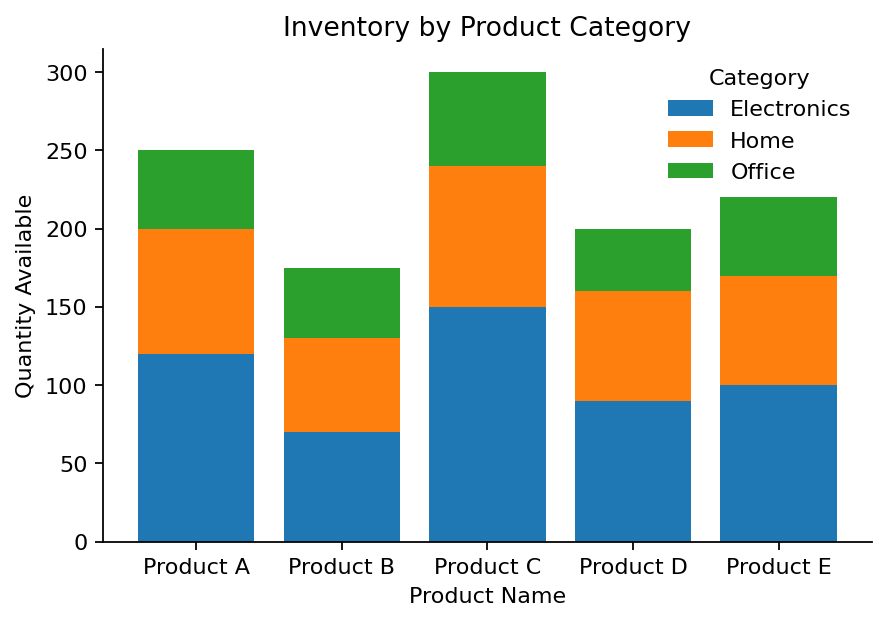 Inventory by Product Category
Quantity Available
300
250
200
150
100
50
0
Category
Electronics
Home
Office
Product A
Product B
Product C
Product D
Product E
Product Name